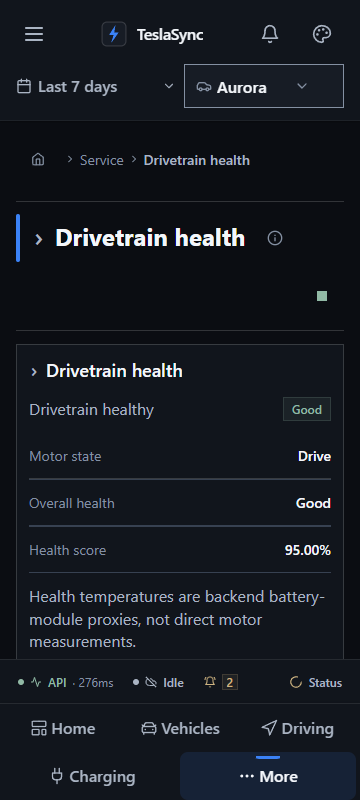 TeslaSync
Last 7 days
Aurora
Service
Drivetrain health
Drivetrain health
Drivetrain health
Drivetrain healthy
Good
Motor state
Drive
Overall health
Good
Health score
95.00%
Health temperatures are backend battery-
module proxies, not direct motor
measurements.
API · 276ms
Idle
2
Status
Home
Vehicles
Driving
Charging
More